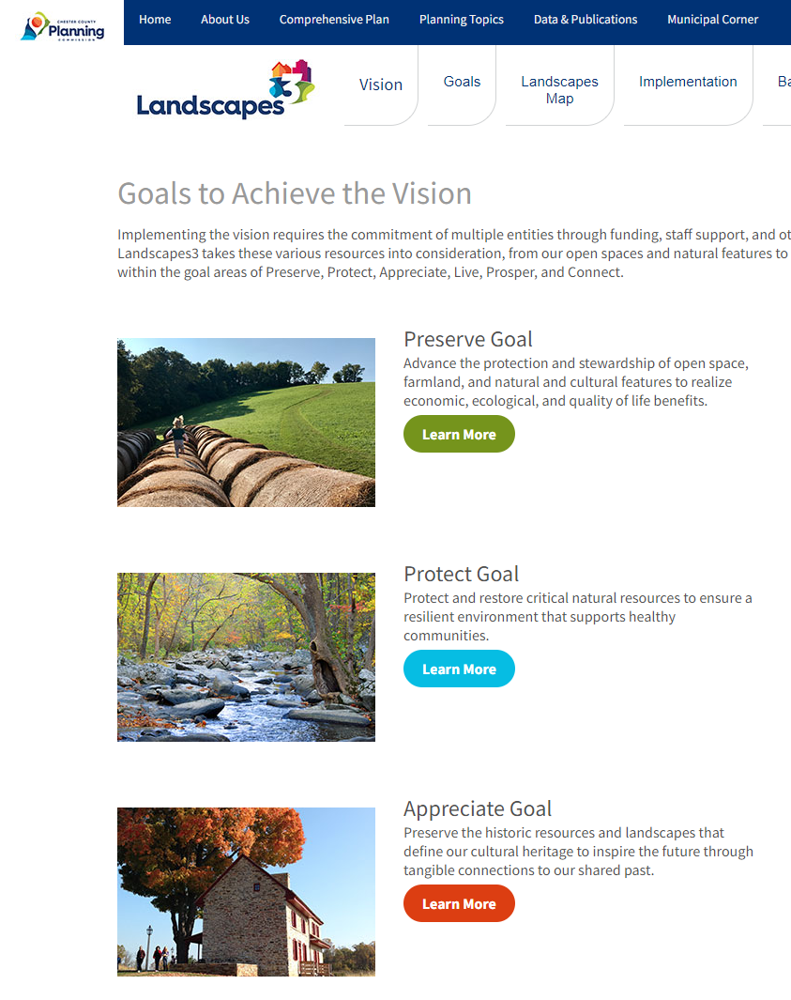 CHESTER COUNTY
Planning
COMMISSION
Home About Us Comprehensive Plan Planning Topics Data & Publications Municipal Corner
Landscapes3
Vision
Goals
Landscapes
Map
Implementation
Ba
Goals to Achieve the Vision
Implementing the vision requires the commitment of multiple entities through funding, staff support, and ot
Landscapes3 takes these various resources into consideration, from our open spaces and natural features to
within the goal areas of Preserve, Protect, Appreciate, Live, Prosper, and Connect.
Preserve Goal
Advance the protection and stewardship of open space,
farmland, and natural and cultural features to realize
economic, ecological, and quality of life benefits.
Learn More
Protect Goal
Protect and restore critical natural resources to ensure a
resilient environment that supports healthy
communities.
Learn More
Appreciate Goal
Preserve the historic resources and landscapes that
define our cultural heritage to inspire the future through
tangible connections to our shared past.
Learn More